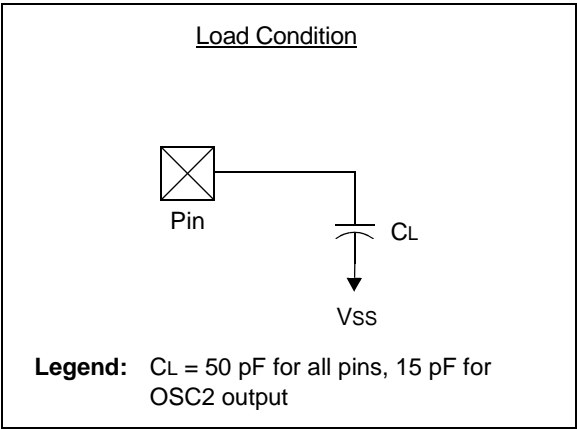 Load Condition
Pin
CL
VSS
Legend: CL = 50 pF for all pins, 15 pF for
OSC2 output